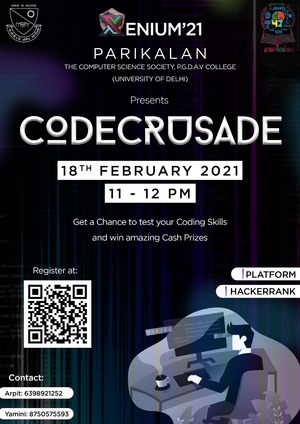 XENIUM'21
PARIKALAN
THE COMPUTER SCIENCE SOCIETY, P.G.D.A.V COLLEGE
(UNIVERSITY OF DELHI)
Presents
CODECRUSADE
18TH FEBRUARY 2021
11 - 12 PM
Get a Chance to test your Coding Skills
and win amazing Cash Prizes
Register at:
PLATFORM
HACKERRANK
Contact:
Arpit: 6398921252
Yamini: 8750575593